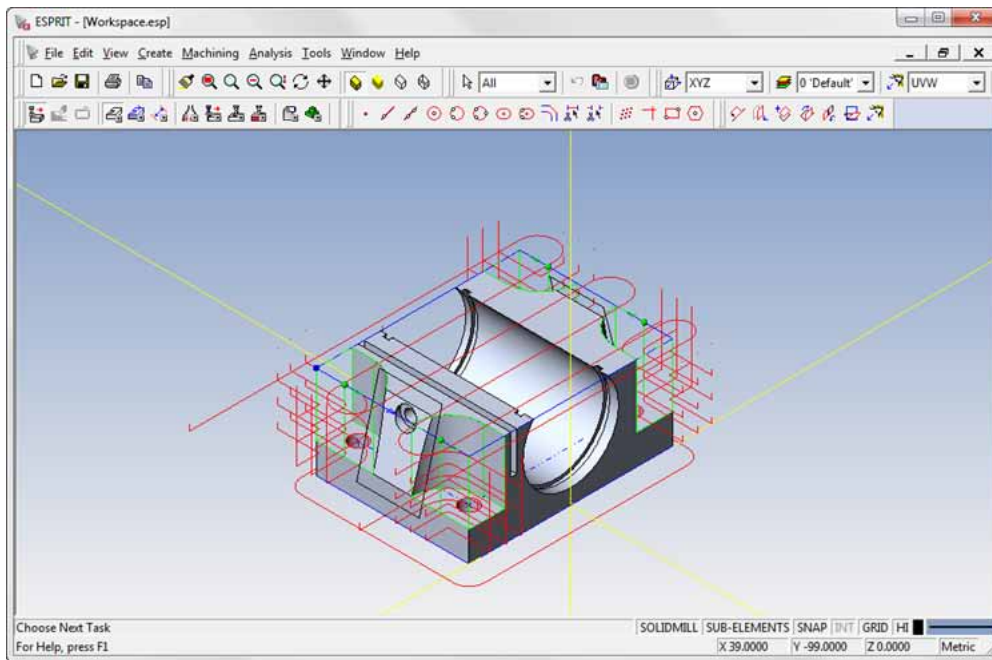 ESPRIT - [Workspace.esp]
File Edit View Create Machining Analysis Tools Window Help
All XYZ 0 'Default' UVW
Choose Next Task SOLIDMILL SUB-ELEMENTS SNAP INT GRID HI
For Help, press F1 X 39.0000 Y -99.0000 Z 0.0000 Metric